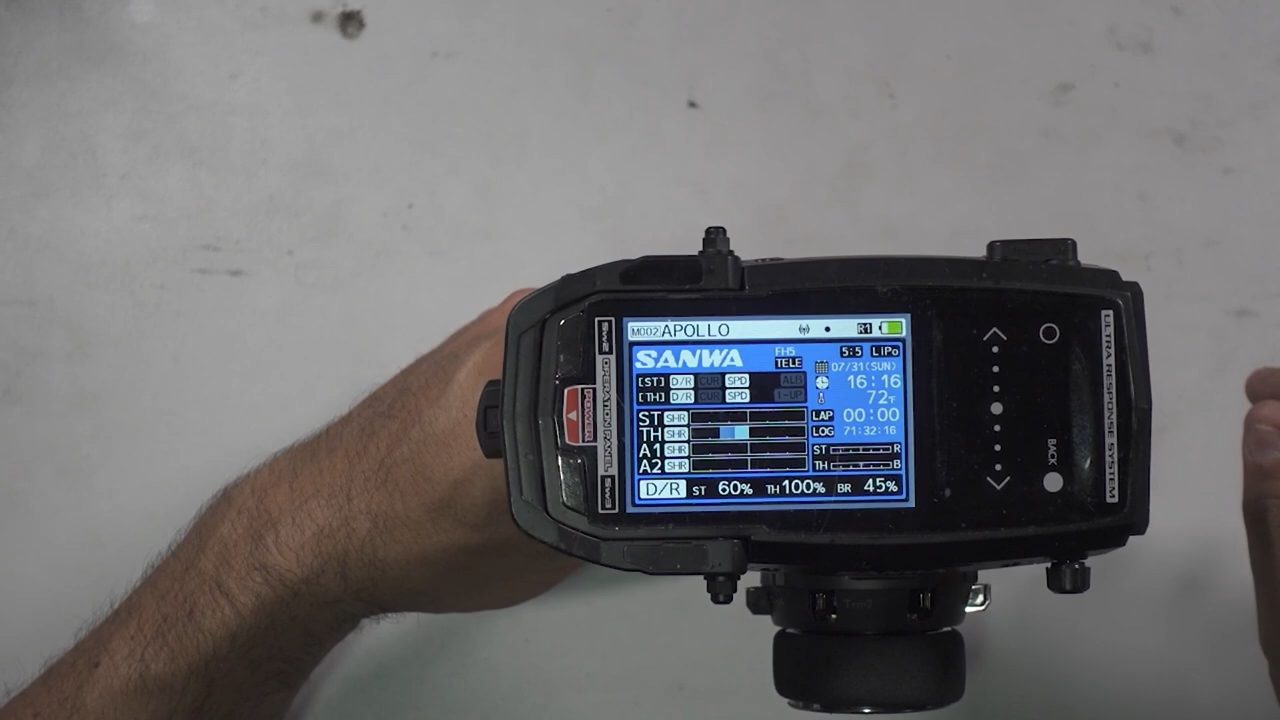 M002 APOLLO R1
SANWA FH5 5:5 LiPo
TELE 07/31(SUN)
[ST] D/R CUR SPD ALB 16:16
[TH] D/R CUR SPD I-UP 72°F
ST SHR LAP 00:00
TH SHR LOG 71:32:16
A1 SHR ST R
A2 SHR TH B
D/R ST 60% TH 100% BR 45%
SW2 OPERATION PANEL SW3
POWER
BACK
ULTRA RESPONSE SYSTEM